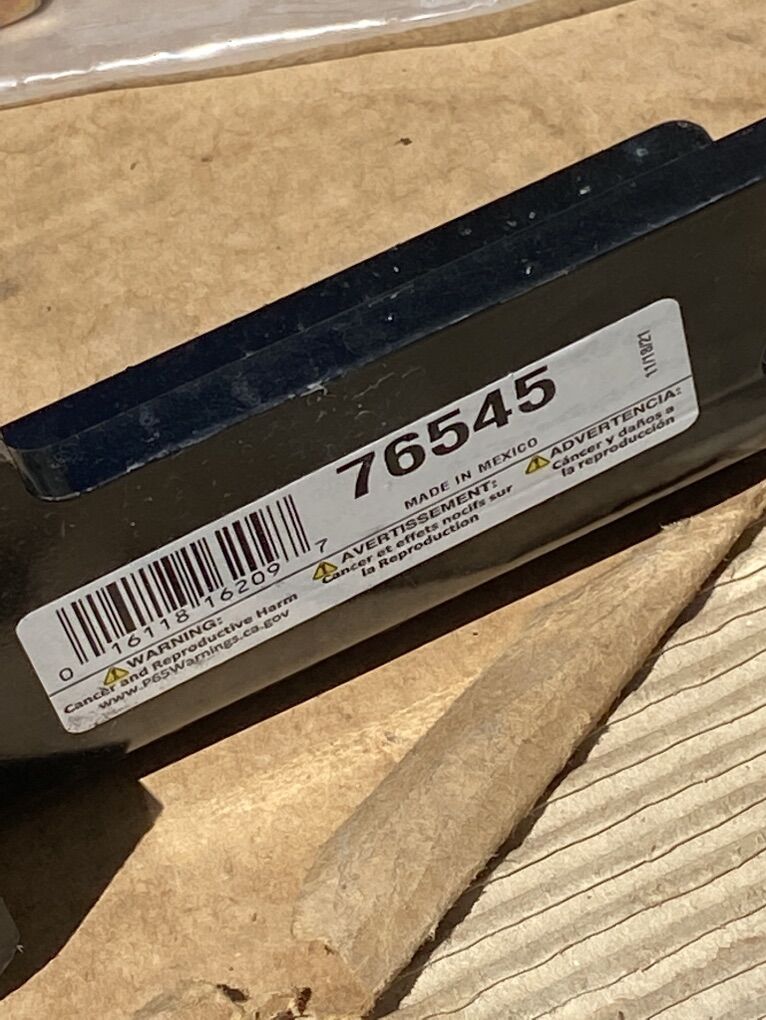 76545
11/18/21
MADE IN MEXICO
0 16118 16209 7
WARNING:
Cancer and Reproductive Harm
www.P65Warnings.ca.gov
AVERTISSEMENT:
Cancer et effets nocifs sur
la Reproduction
ADVERTENCIA:
Cáncer y daños a
la reproducción